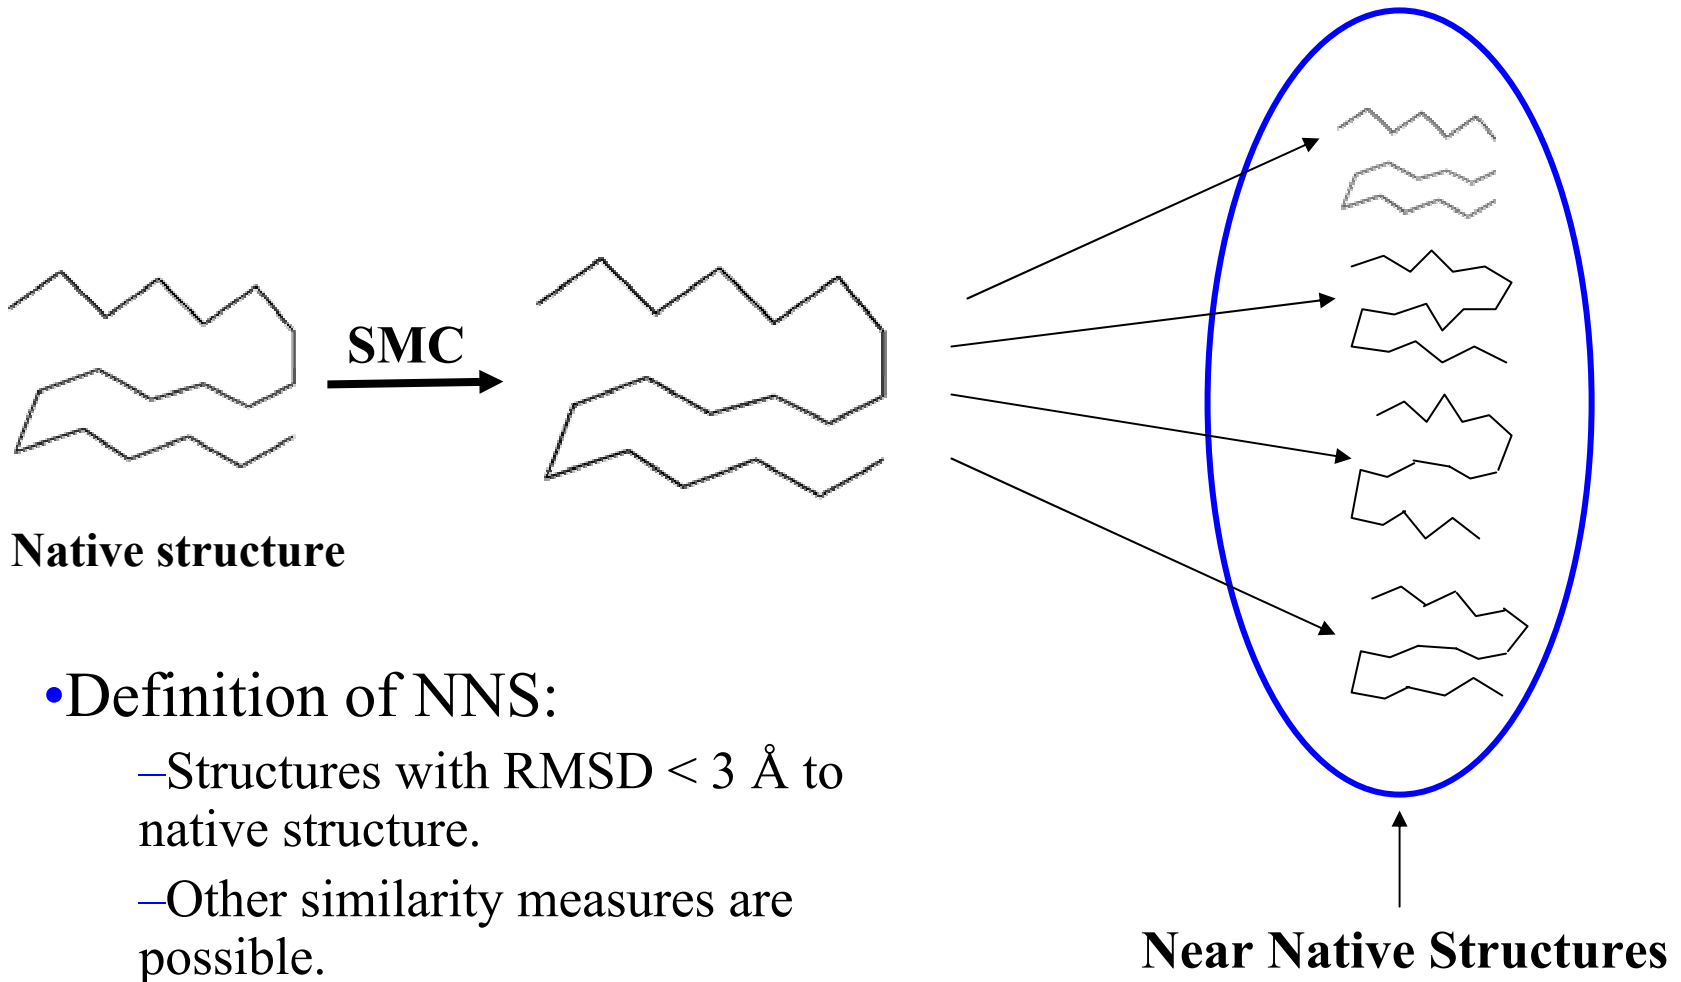 SMC
Native structure
•Definition of NNS:
–Structures with RMSD < 3 Å to
native structure.
–Other similarity measures are
possible.
Near Native Structures